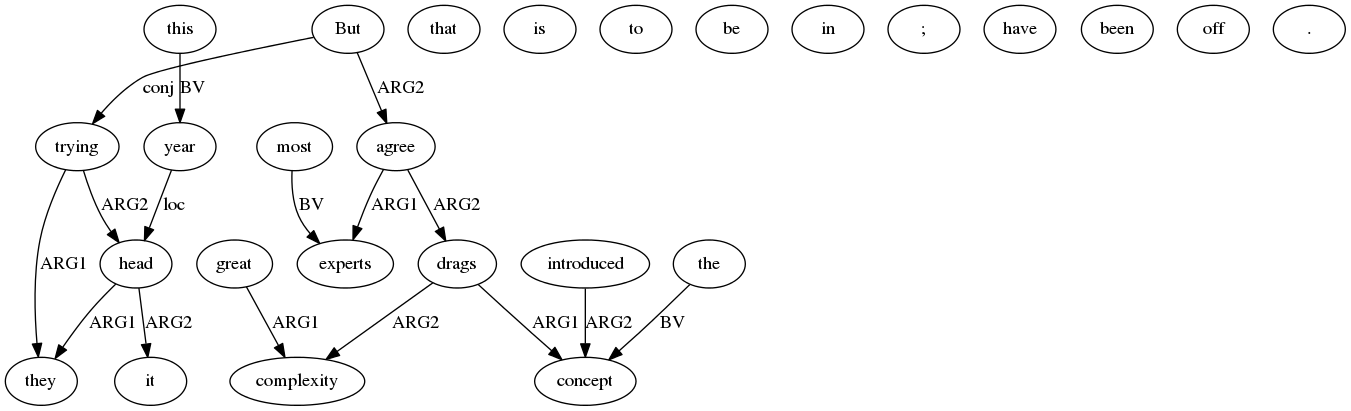 this But that is to be in ; have been off .
conj BV ARG2
trying year most agree
ARG2 loc BV ARG1 ARG2
ARG1
head great experts drags introduced the
ARG1 ARG2 ARG1 ARG2 ARG1 ARG2 BV
they it complexity concept